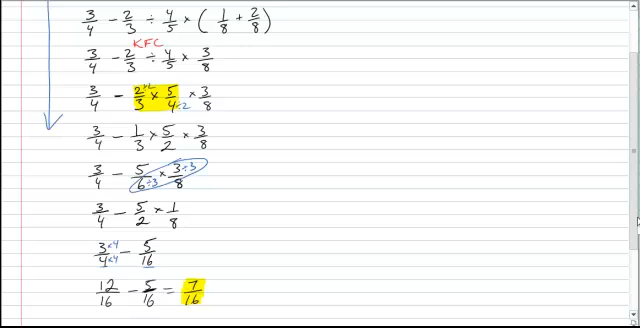 3/4 − 2/3 ÷ 4/5 × (1/8 + 2/8)
KFC
3/4 − 2/3 ÷ 4/5 × 3/8
3/4 − 2/3 × 5/4 ÷2 × 3/8
3/4 − 1/3 × 5/2 × 3/8
3/4 − 5/6 ÷3 × 3/8 ÷3
3/4 − 5/2 × 1/8
3/4 ×4 ×4 − 5/16
12/16 − 5/16 = 7/16